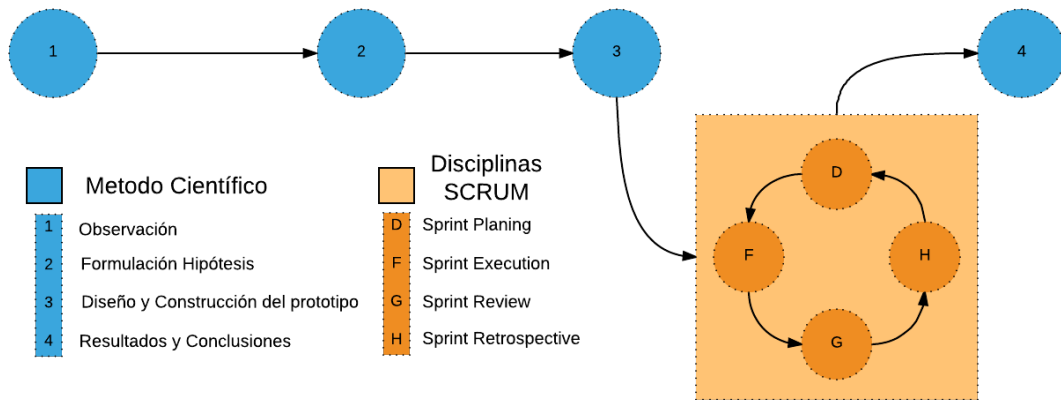 1
2
3
4
Metodo Científico
1 Observación
2 Formulación Hipótesis
3 Diseño y Construcción del prototipo
4 Resultados y Conclusiones
Disciplinas
SCRUM
D Sprint Planing
F Sprint Execution
G Sprint Review
H Sprint Retrospective
D
F
H
G